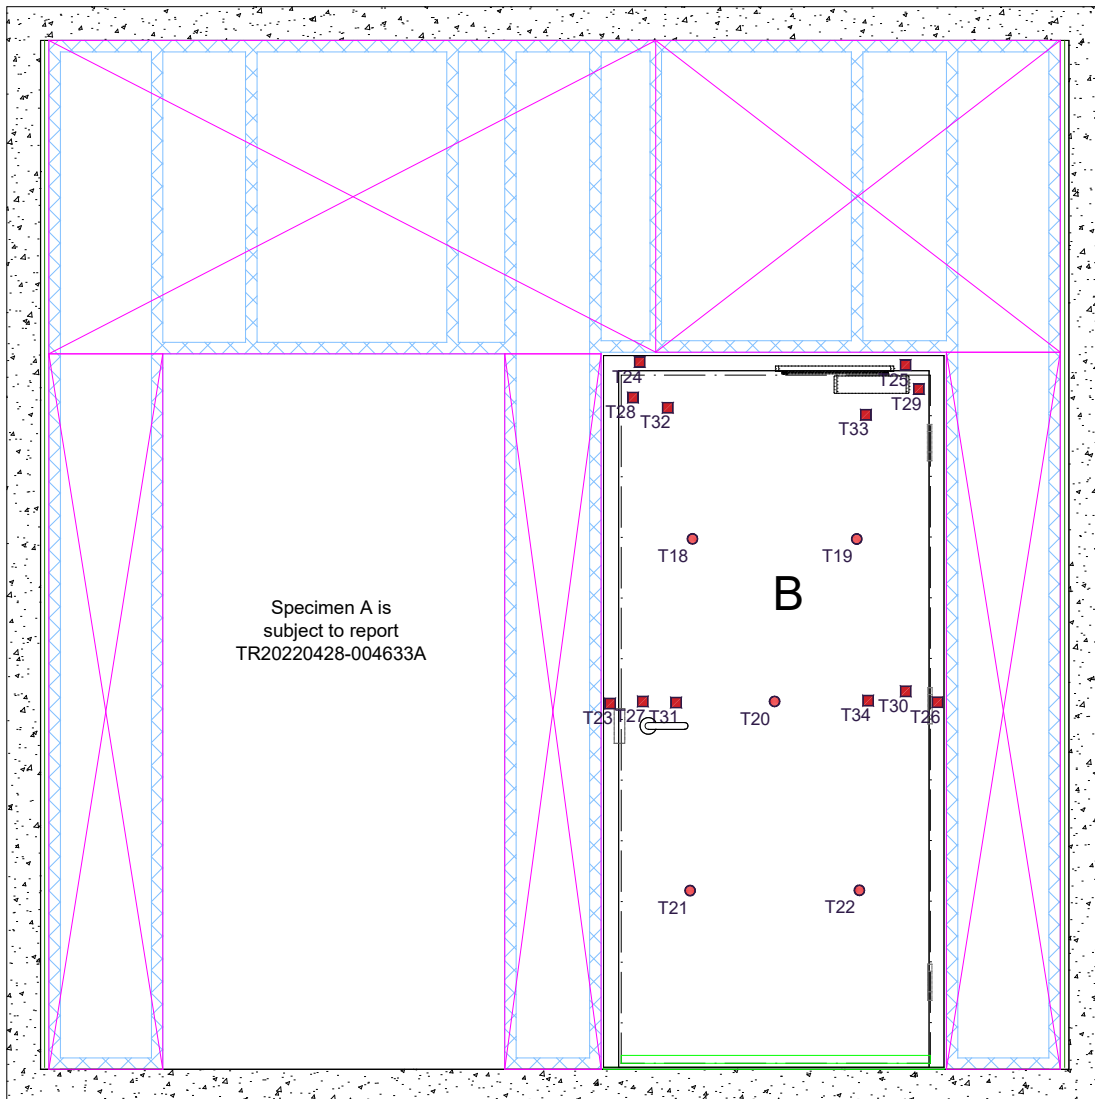 T24
T25
T28
T29
T32
T33
T18
T19
B
Specimen A is
subject to report
TR20220428-004633A
T23
T27
T31
T20
T34
T30
T26
T21
T22